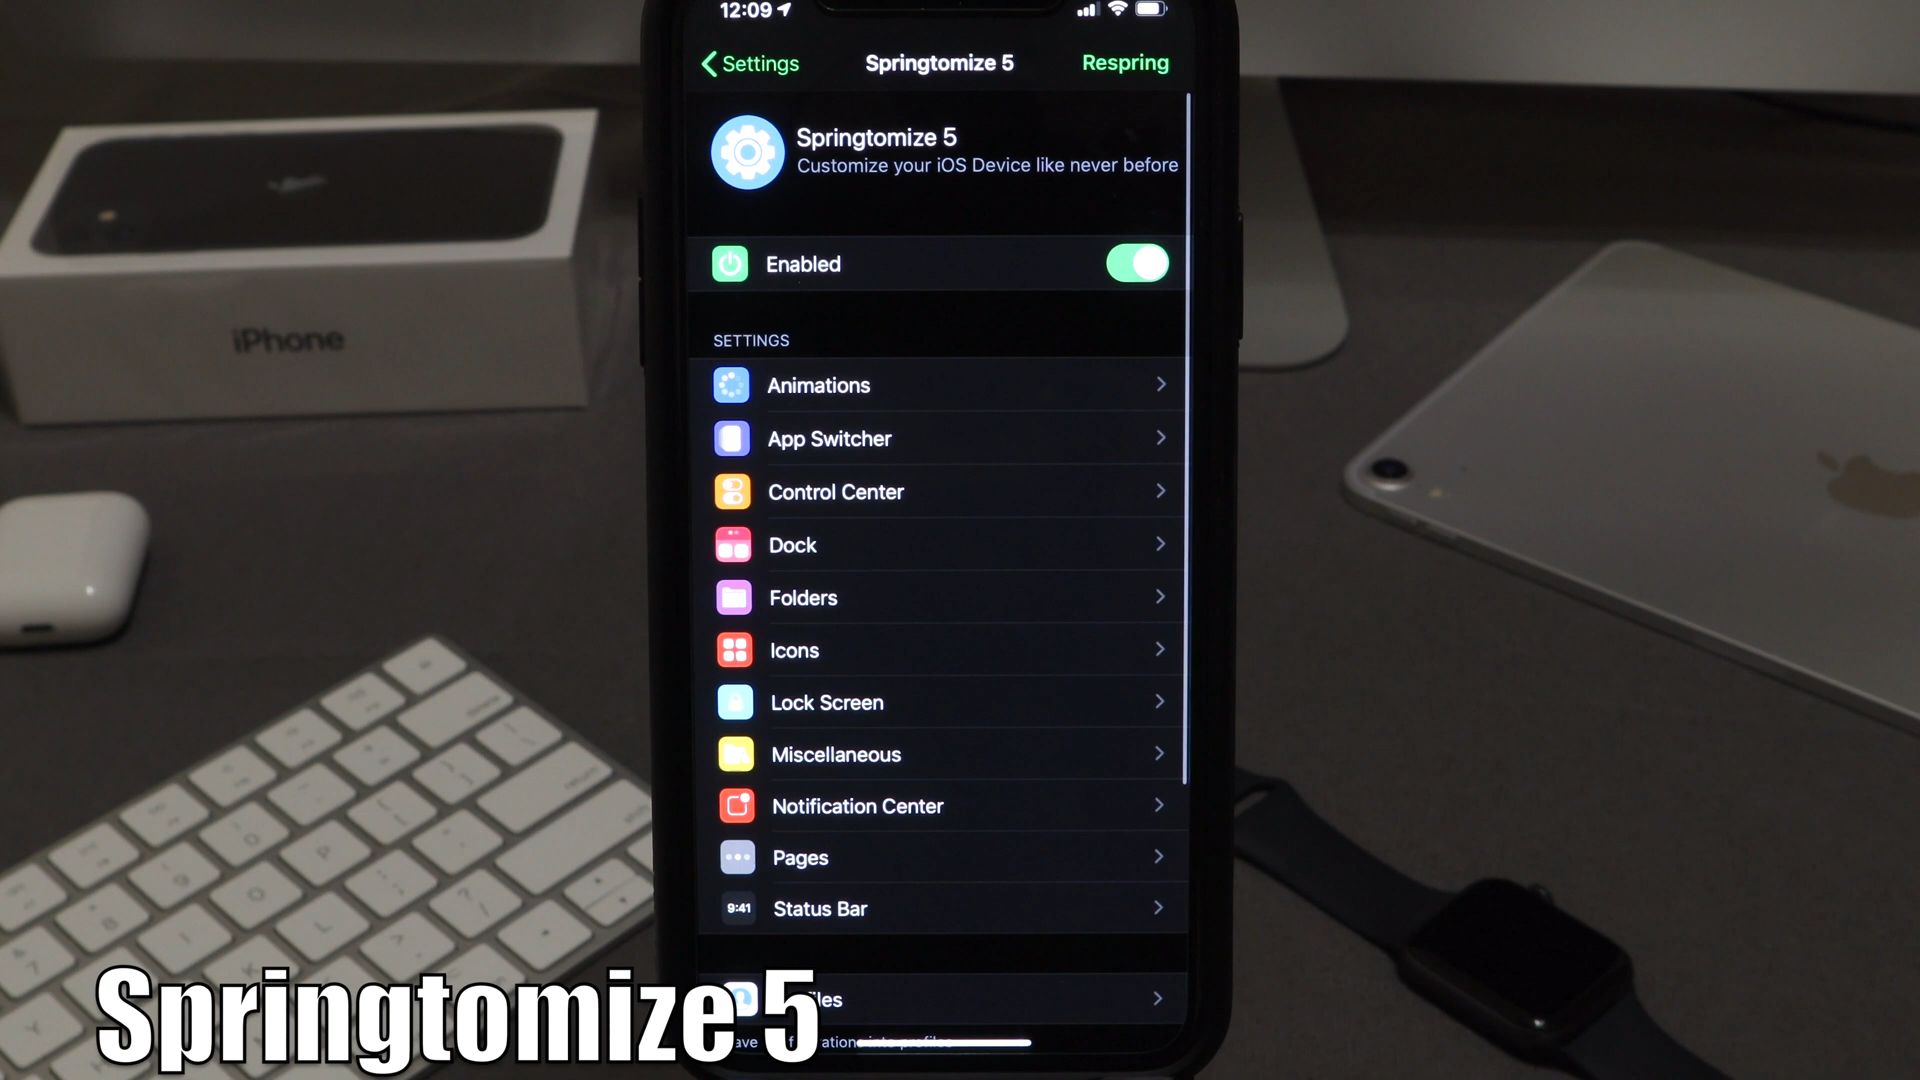 12:09
Settings
Springtomize 5
Respring
Springtomize 5
Customize your iOS Device like never before
Enabled
SETTINGS
Animations
App Switcher
Control Center
Dock
Folders
Icons
Lock Screen
Miscellaneous
Notification Center
Pages
9:41
Status Bar
iPhone
return
Springtomize 5